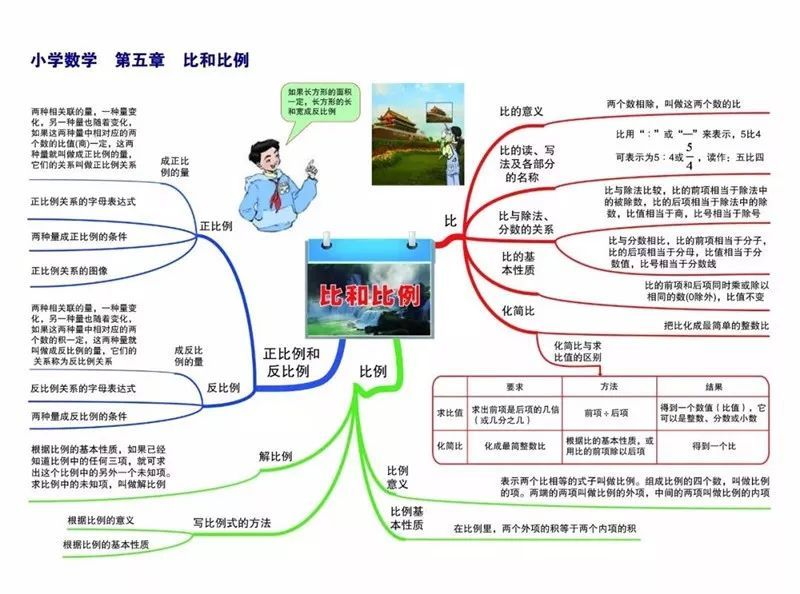 小学数学 第五章 比和比例
如果长方形的面积
一定，长方形的长
和宽成反比例
比和比例
比
比的意义
两个数相除，叫做这两个数的比
比的读、写
法及各部分
的名称
比用“：”或“—”来表示，5比4
可表示为5：4或5/4，读作：五比四
比与除法、
分数的关系
比与除法比较，比的前项相当于除法中
的被除数，比的后项相当于除法中的除
数，比值相当于商，比号相当于除号
比与分数相比，比的前项相当于分子，
比的后项相当于分母，比值相当于分
数值，比号相当于分数线
比的基
本性质
比的前项和后项同时乘或除以
相同的数(0除外)，比值不变
化简比
把比化成最简单的整数比
化简比与求
比值的区别
要求 方法 结果
求比值 求出前项是后项的几倍
（或几分之几） 前项÷后项 得到一个数值（比值），它
可以是整数、分数或小数
化简比 化成最简整数比 根据比的基本性质，或
用比的前项除以后项 得到一个比
比例
比例
意义
表示两个比相等的式子叫做比例。组成比例的四个数，叫做比例
的项。两端的两项叫做比例的外项，中间的两项叫做比例的内项
比例基
本性质
在比例里，两个外项的积等于两个内项的积
解比例
根据比例的基本性质，如果已经
知道比例中的任何三项，就可求
出这个比例中的另外一个未知项。
求比例中的未知项，叫做解比例
写比例式的方法
根据比例的意义
根据比例的基本性质
正比例和
反比例
正比例
成正比
例的量
两种相关联的量，一种量变
化，另一种量也随着变化，
如果这两种量中相对应的两
个数的比值(商)一定，这两
种量就叫做成正比例的量，
它们的关系叫做正比例关系
正比例关系的字母表达式
两种量成正比例的条件
正比例关系的图像
反比例
成反比
例的量
两种相关联的量，一种量变
化，另一种量也随着变化，
如果这两种量中相对应的两
个数的积一定，这两种量就
叫做成反比例的量，它们的
关系称为反比例关系
反比例关系的字母表达式
两种量成反比例的条件